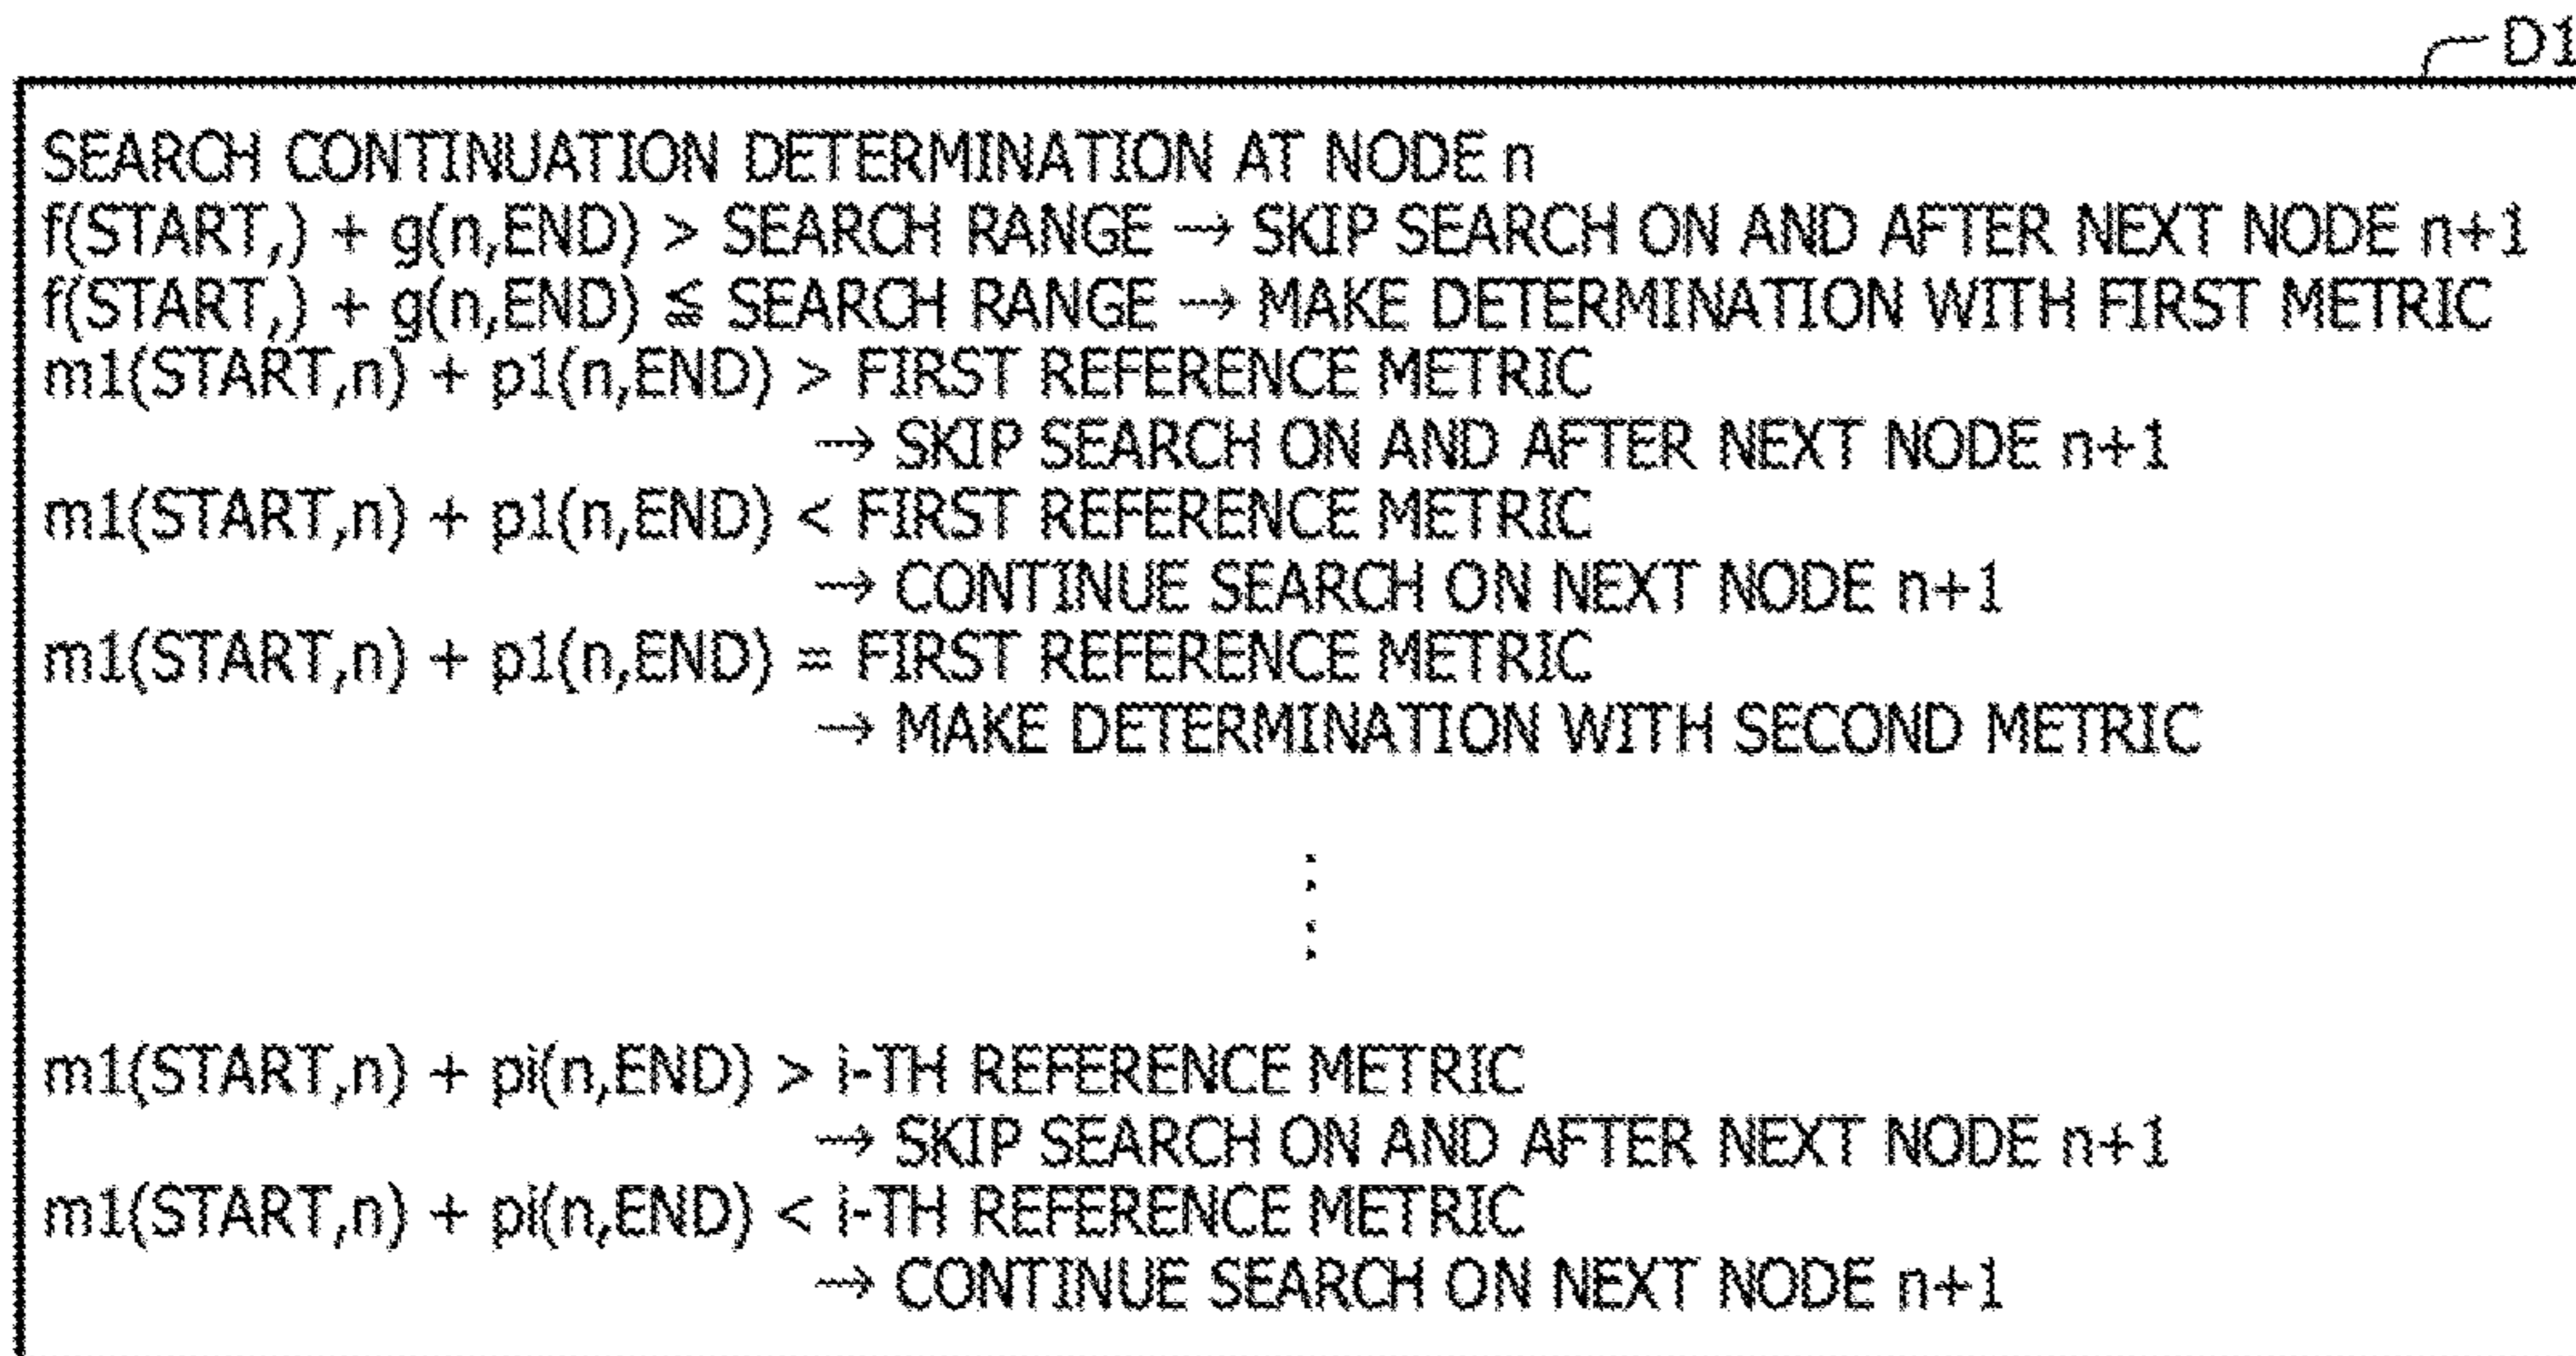 D1
SEARCH CONTINUATION DETERMINATION AT NODE n
f(START,) + g(n,END) > SEARCH RANGE → SKIP SEARCH ON AND AFTER NEXT NODE n+1
f(START,) + g(n,END) ≦ SEARCH RANGE → MAKE DETERMINATION WITH FIRST METRIC
m1(START,n) + p1(n,END) > FIRST REFERENCE METRIC
→ SKIP SEARCH ON AND AFTER NEXT NODE n+1
m1(START,n) + p1(n,END) < FIRST REFERENCE METRIC
→ CONTINUE SEARCH ON NEXT NODE n+1
m1(START,n) + p1(n,END) = FIRST REFERENCE METRIC
→ MAKE DETERMINATION WITH SECOND METRIC
⋮
m1(START,n) + pi(n,END) > i-TH REFERENCE METRIC
→ SKIP SEARCH ON AND AFTER NEXT NODE n+1
m1(START,n) + pi(n,END) < i-TH REFERENCE METRIC
→ CONTINUE SEARCH ON NEXT NODE n+1